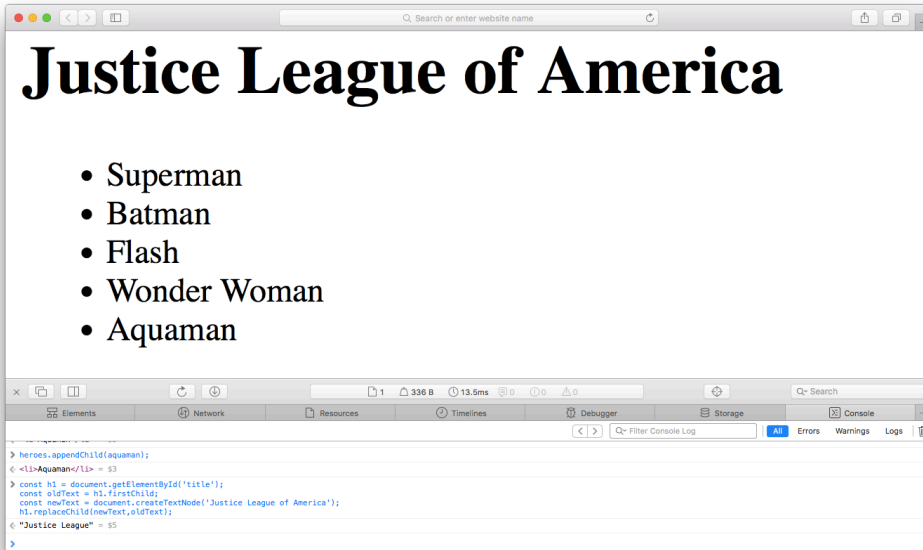 Search or enter website name
Justice League of America
• Superman
• Batman
• Flash
• Wonder Woman
• Aquaman
1 336 B 13.5ms 0 0 0
Search
Elements Network Resources Timelines Debugger Storage Console
Filter Console Log All Errors Warnings Logs
> heroes.appendChild(aquaman);
< <li>Aquaman</li> = $3
> const h1 = document.getElementById('title');
const oldText = h1.firstChild;
const newText = document.createTextNode('Justice League of America');
h1.replaceChild(newText,oldText);
< "Justice League" = $5
>